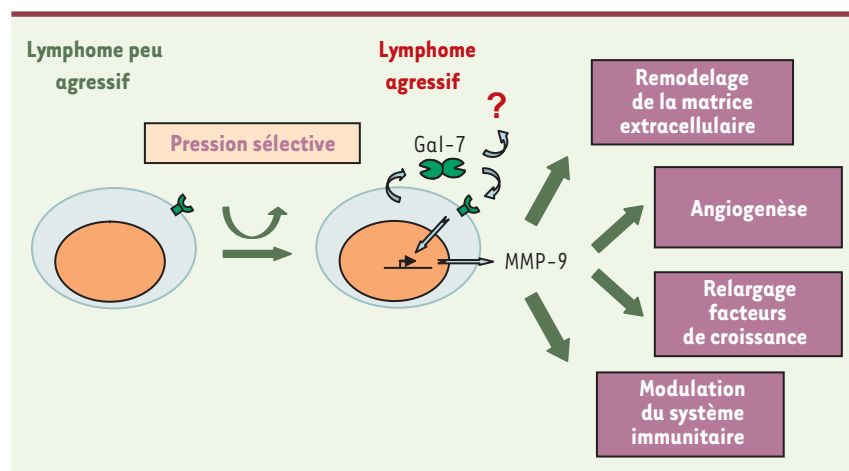 Lymphome peu
agressif
Lymphome
agressif
Pression sélective
?
Gal-7
MMP-9
Remodelage
de la matrice
extracellulaire
Angiogenèse
Relargage
facteurs
de croissance
Modulation
du système
immunitaire